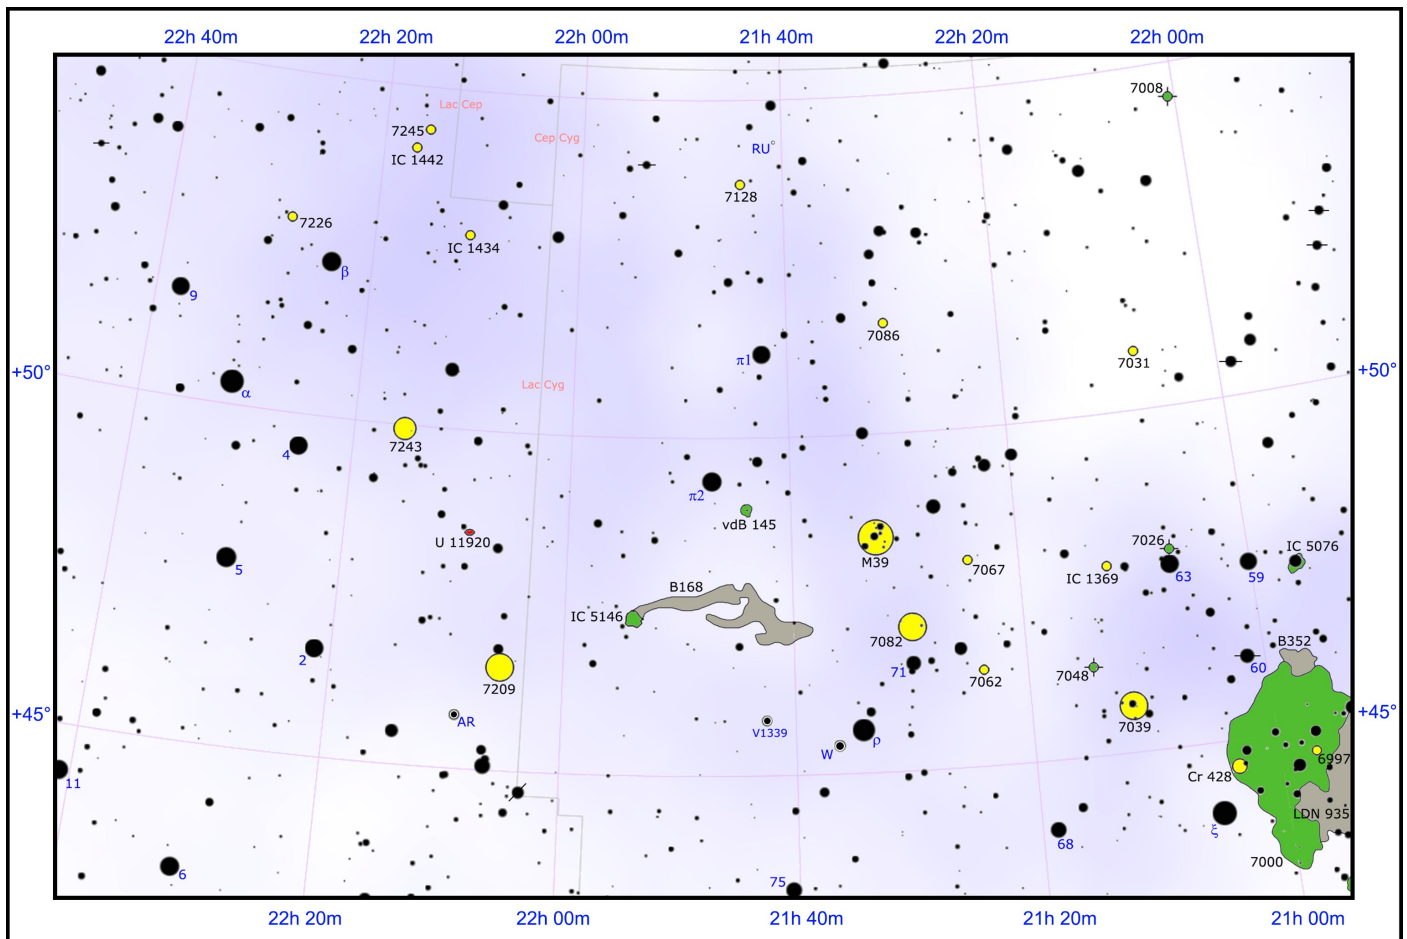 22h 40m 22h 20m 22h 00m 21h 40m 22h 20m 22h 00m
7008
Lac Cep
7245
Cep Cyg
RU
IC 1442
7128
7226
IC 1434
β
9
7086
π1
7031
+50° +50°
Lac Cyg
α
7243
4
π2
vdB 145
U 11920
7026
IC 5076
M39
7067
IC 1369
63
59
5
B168
IC 5146
7082
B352
2
71
60
7048
7062
7209
+45° +45°
AR
V1339
7039
W
ρ
6997
Cr 428
11
LDN 935
ξ
68
7000
6
75
22h 20m 22h 00m 21h 40m 21h 20m 21h 00m